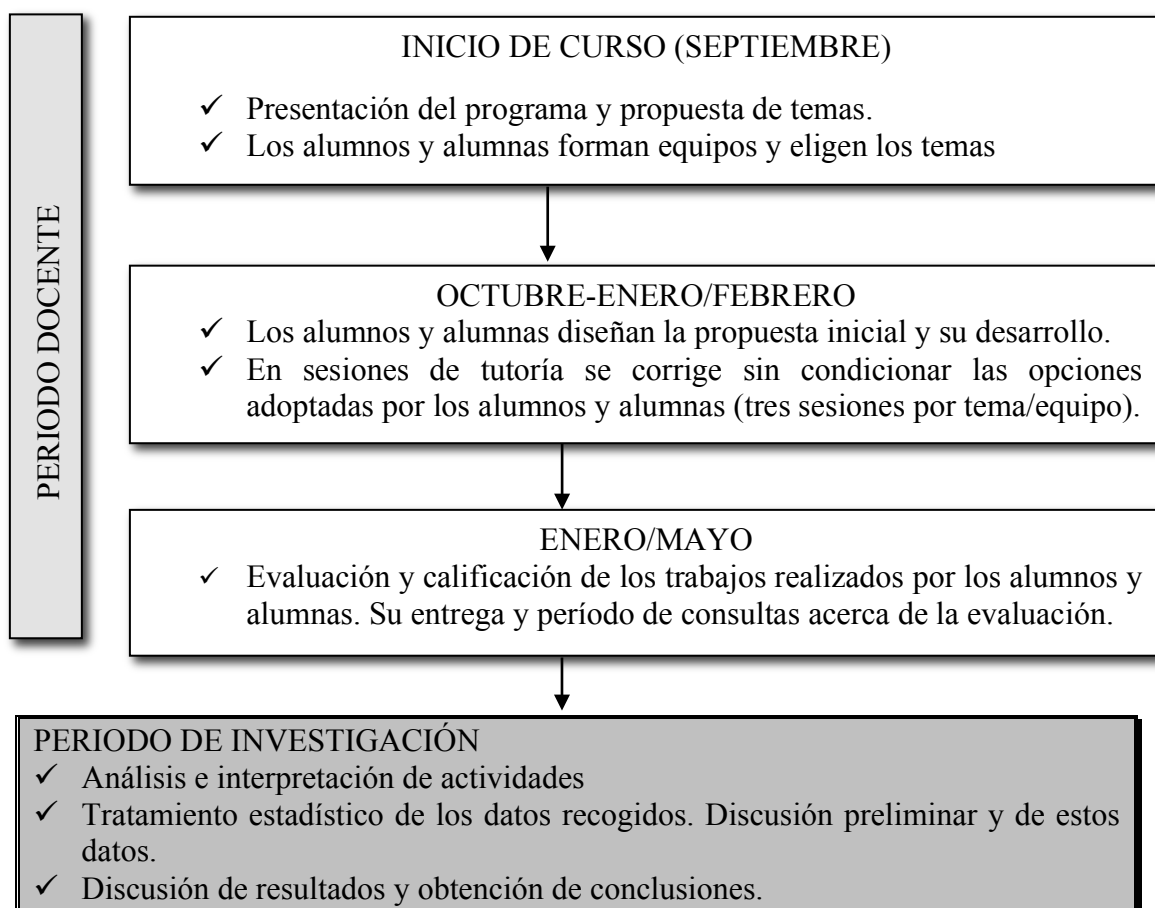 PERIODO DOCENTE
INICIO DE CURSO (SEPTIEMBRE)
✓ Presentación del programa y propuesta de temas.
✓ Los alumnos y alumnas forman equipos y eligen los temas
OCTUBRE-ENERO/FEBRERO
✓ Los alumnos y alumnas diseñan la propuesta inicial y su desarrollo.
✓ En sesiones de tutoría se corrige sin condicionar las opciones
adoptadas por los alumnos y alumnas (tres sesiones por tema/equipo).
ENERO/MAYO
✓ Evaluación y calificación de los trabajos realizados por los alumnos y
alumnas. Su entrega y período de consultas acerca de la evaluación.
PERIODO DE INVESTIGACIÓN
✓ Análisis e interpretación de actividades
✓ Tratamiento estadístico de los datos recogidos. Discusión preliminar y de estos
datos.
✓ Discusión de resultados y obtención de conclusiones.